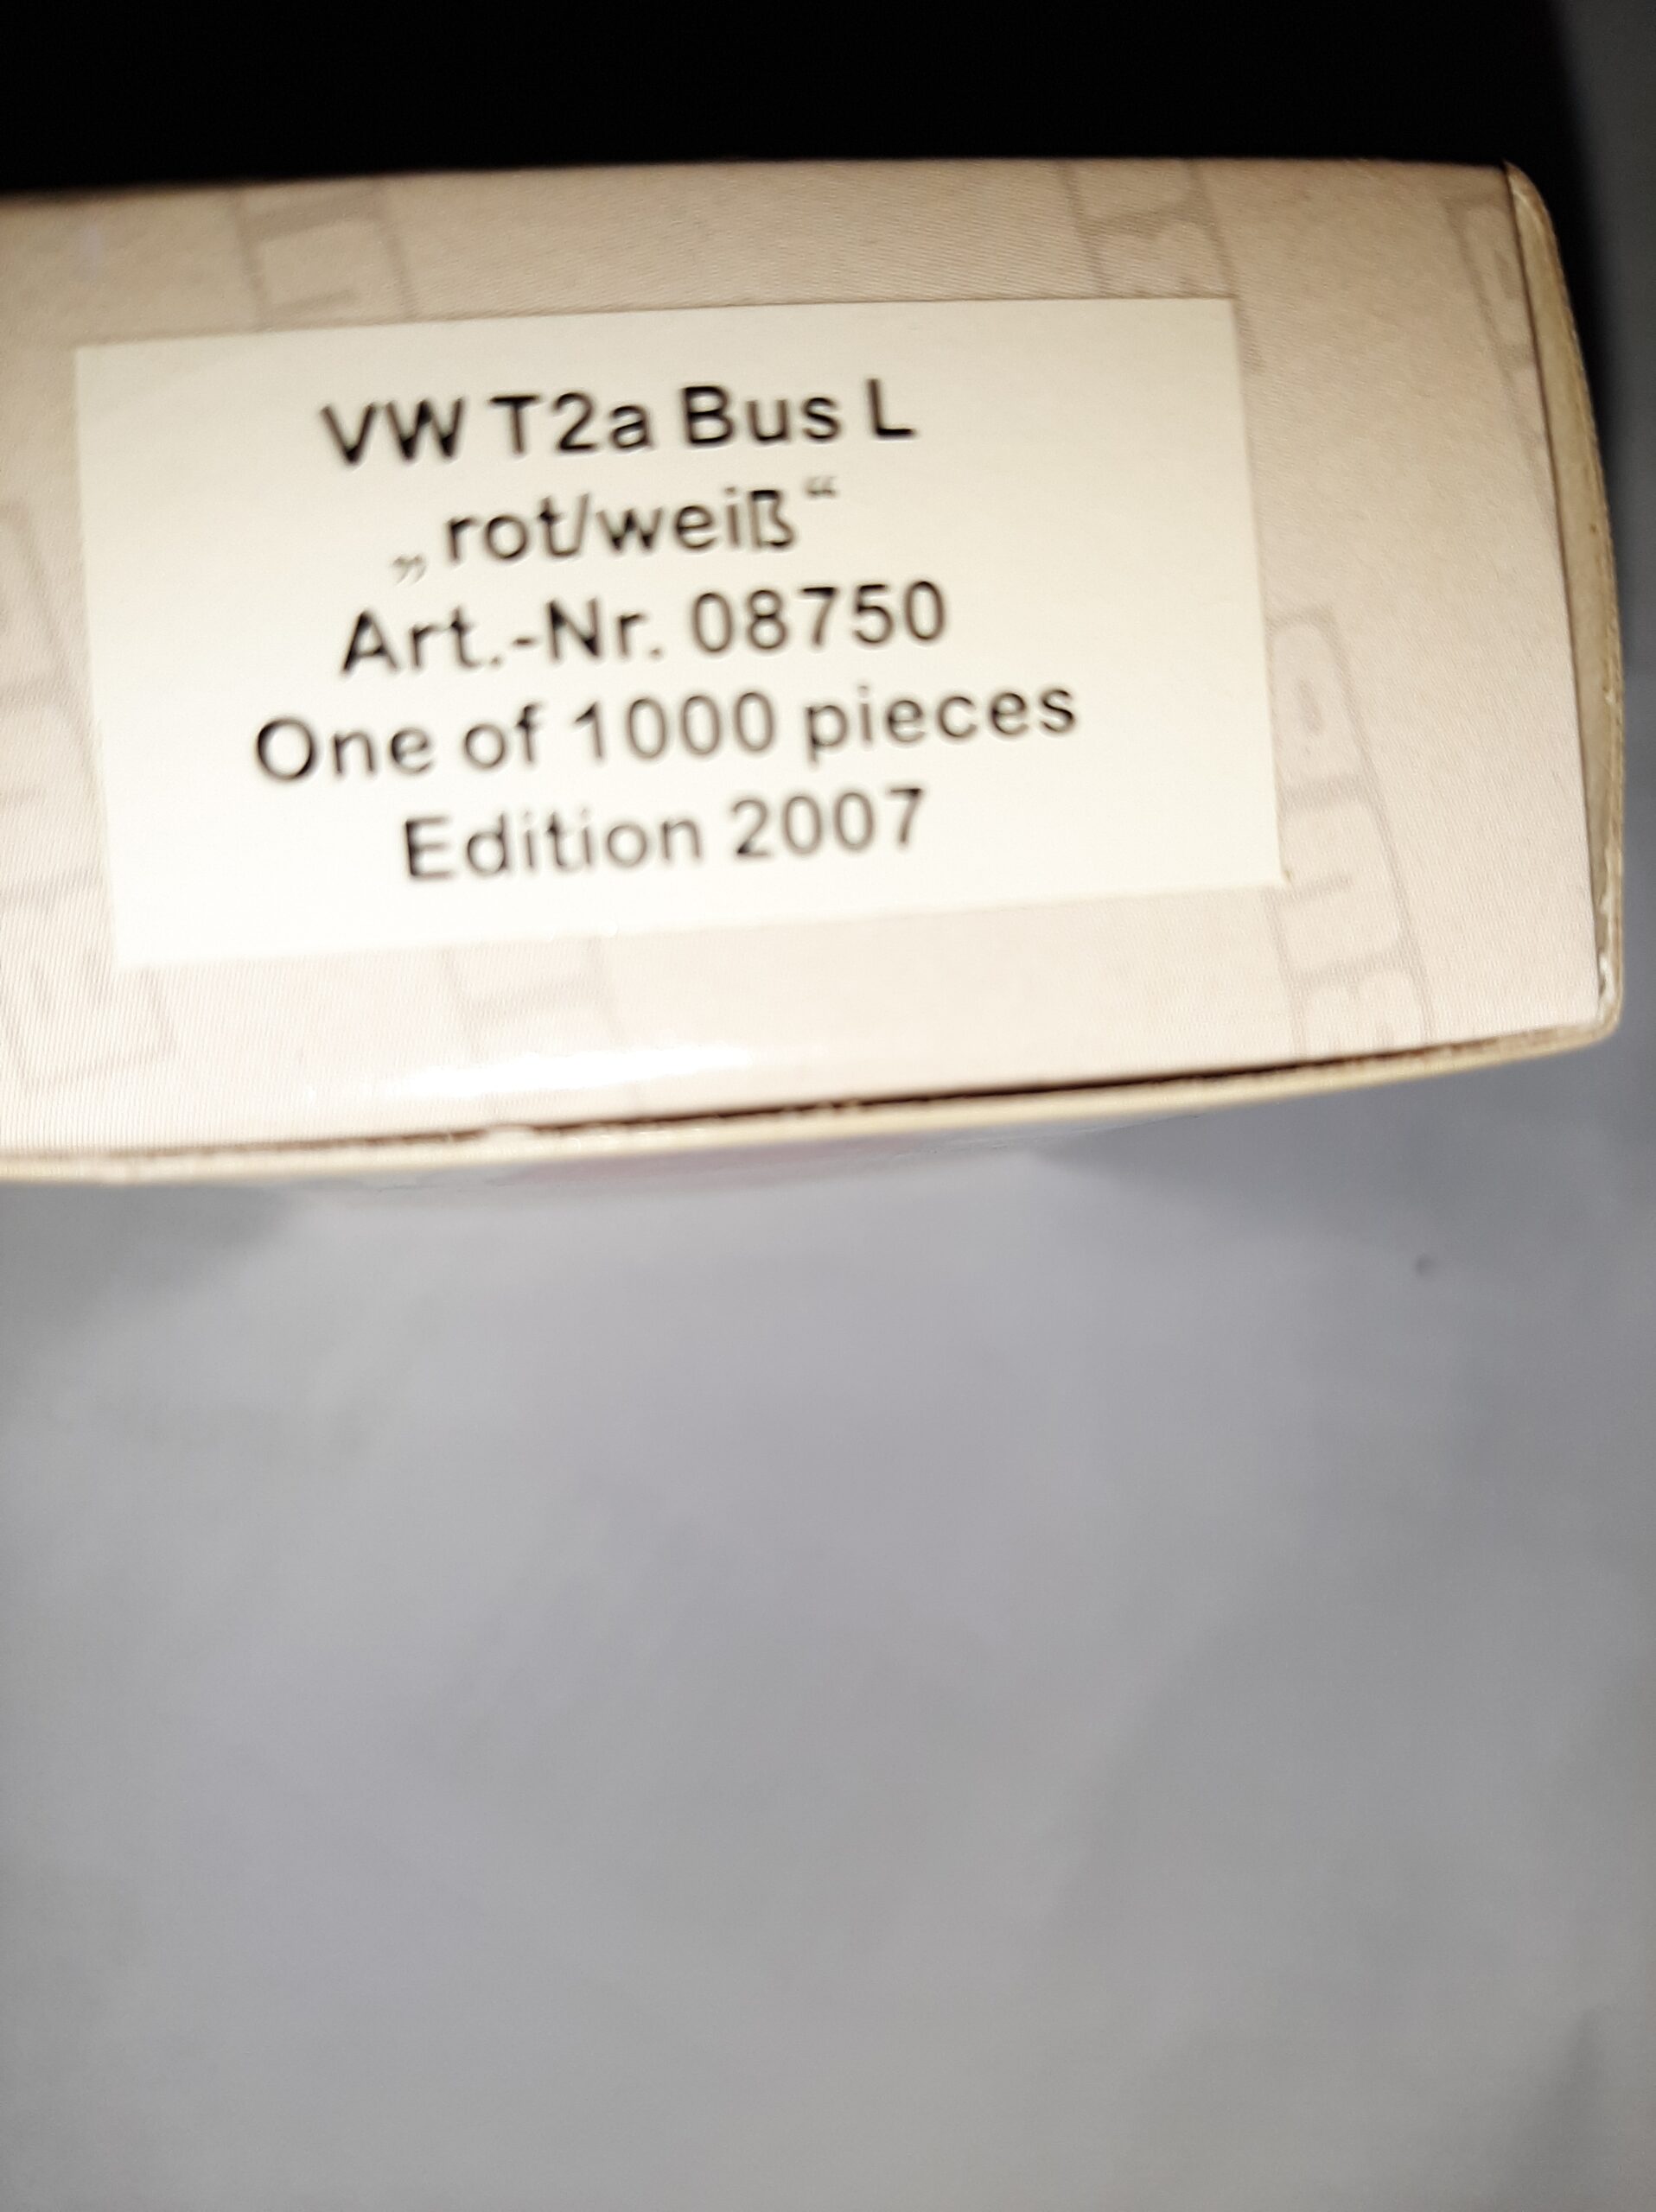 VW T2a Bus L
„rot/weiß“
Art.-Nr. 08750
One of 1000 pieces
Edition 2007